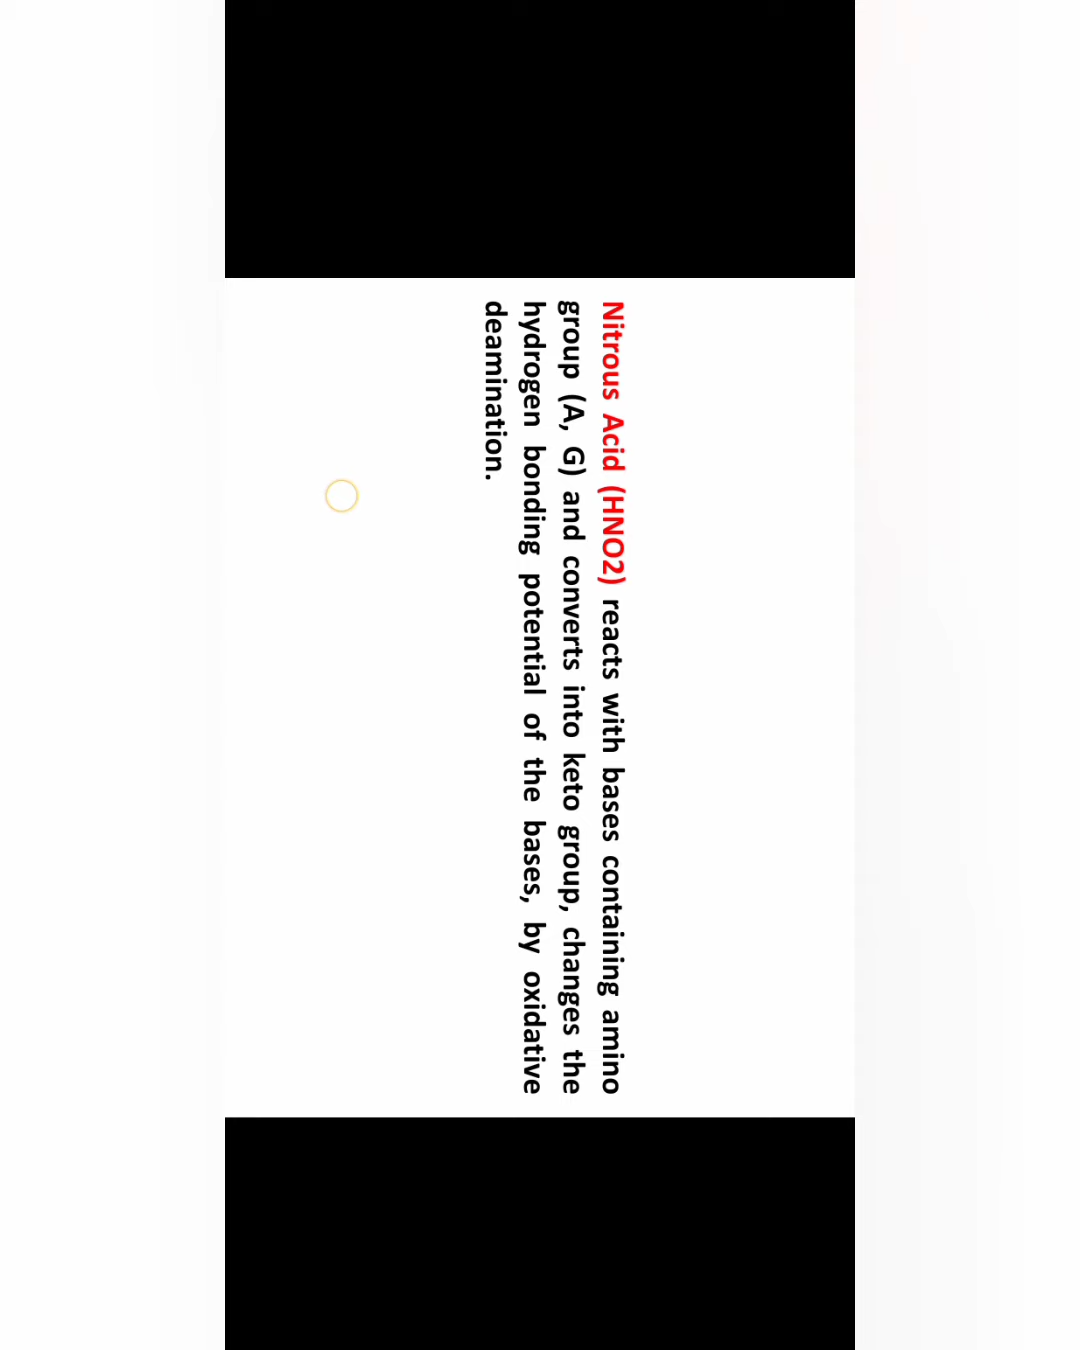 Nitrous Acid (HNO2) reacts with bases containing amino
group (A, G) and converts into keto group, changes the
hydrogen bonding potential of the bases, by oxidative
deamination.